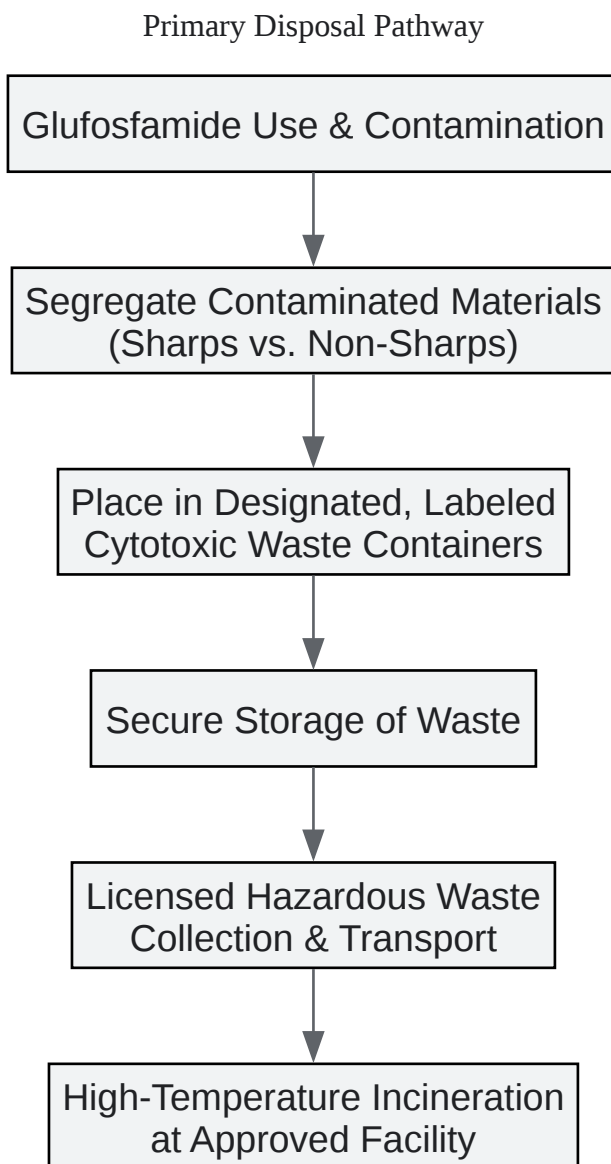 Primary Disposal Pathway
Glufosfamide Use & Contamination
Segregate Contaminated Materials
(Sharps vs. Non-Sharps)
Place in Designated, Labeled
Cytotoxic Waste Containers
Secure Storage of Waste
Licensed Hazardous Waste
Collection & Transport
High-Temperature Incineration
at Approved Facility